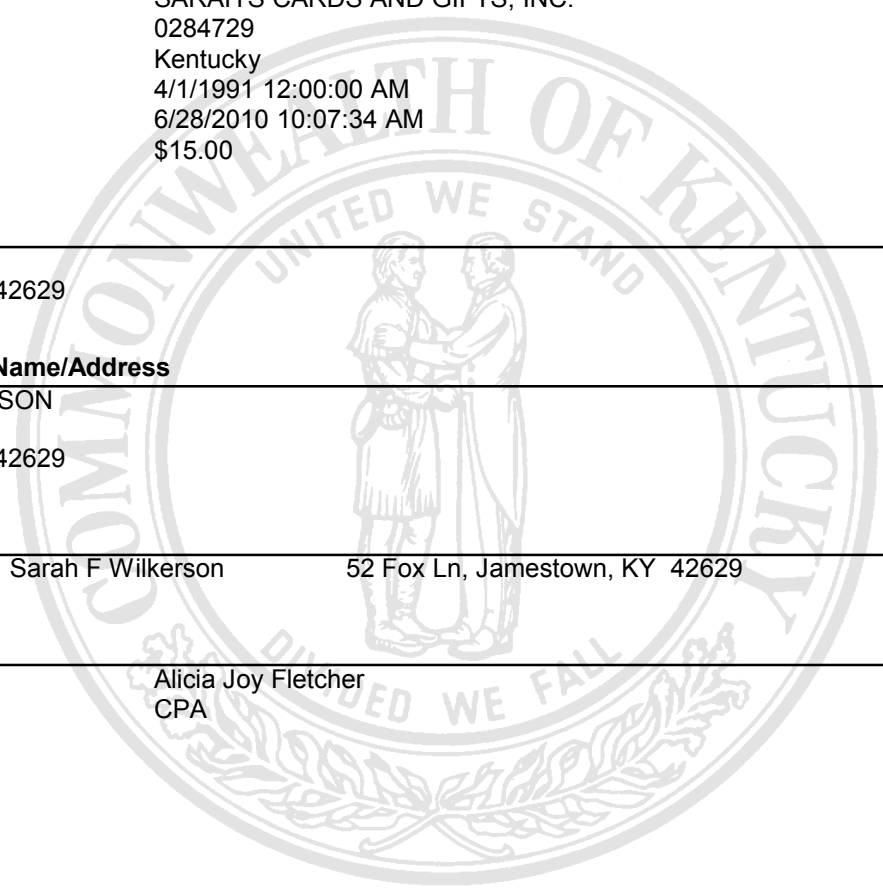 SARAH'S CARDS AND GIFTS, INC.
0284729
Kentucky
4/1/1991 12:00:00 AM
6/28/2010 10:07:34 AM
$15.00
42629
Name/Address
SON
42629
Sarah F Wilkerson 52 Fox Ln, Jamestown, KY 42629
Alicia Joy Fletcher
CPA
COMMONWEALTH OF KENTUCKY
UNITED WE STAND
DIVIDED WE FALL